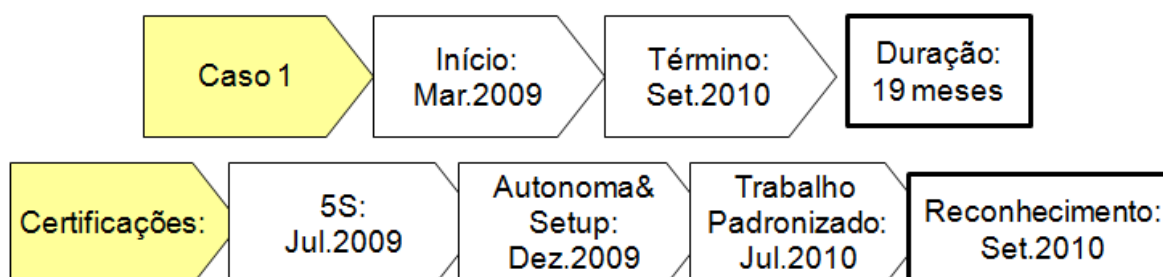 Caso 1
Início:
Mar.2009
Término:
Set.2010
Duração:
19 meses
Certificações:
5S:
Jul.2009
Autonoma&
Setup:
Dez.2009
Trabalho
Padronizado:
Jul.2010
Reconhecimento:
Set.2010